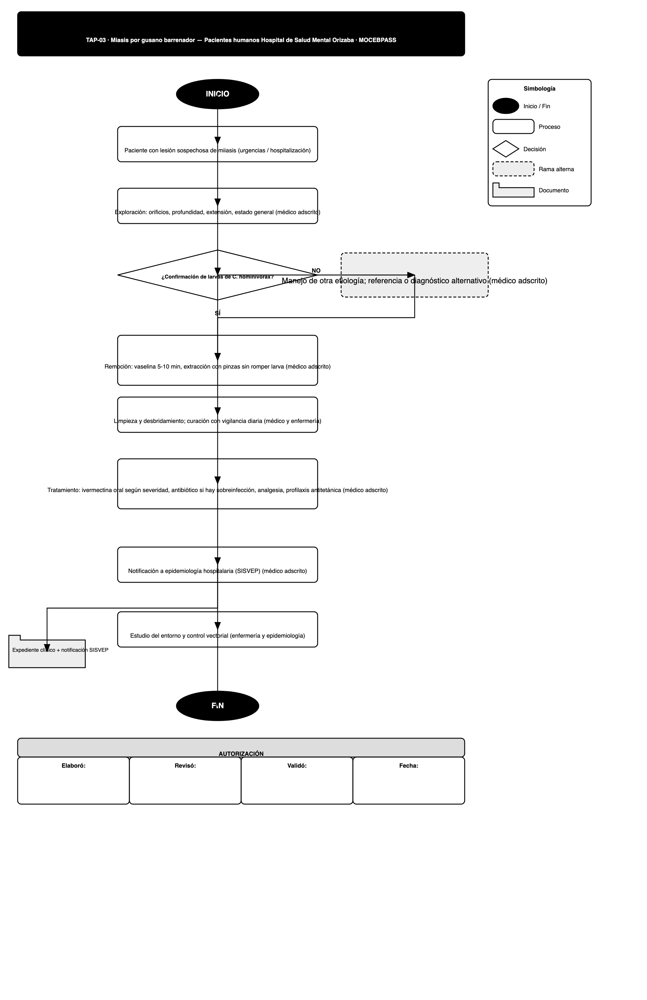 TAP-03 · Miasis por gusano barrenador — Pacientes humanos Hospital de Salud Mental Orizaba · MOCEBPASS
INICIO
Simbología
Inicio / Fin
Proceso
Decisión
Rama alterna
Documento
Paciente con lesión sospechosa de miiasis (urgencias / hospitalización)
Exploración: orificios, profundidad, extensión, estado general (médico adscrito)
¿Confirmación de larvas de C. hominivorax?
NO
Manejo de otra etiología; referencia o diagnóstico alternativo (médico adscrito)
SÍ
Remoción: vaselina 5-10 min, extracción con pinzas sin romper larva (médico adscrito)
Limpieza y desbridamiento; curación con vigilancia diaria (médico y enfermería)
Tratamiento: ivermectina oral según severidad, antibiótico si hay sobreinfección, analgesia, profilaxis antitetánica (médico adscrito)
Notificación a epidemiología hospitalaria (SISVEP) (médico adscrito)
Estudio del entorno y control vectorial (enfermería y epidemiología)
Expediente clínico + notificación SISVEP
FIN
AUTORIZACIÓN
Elaboró:
Revisó:
Validó:
Fecha: